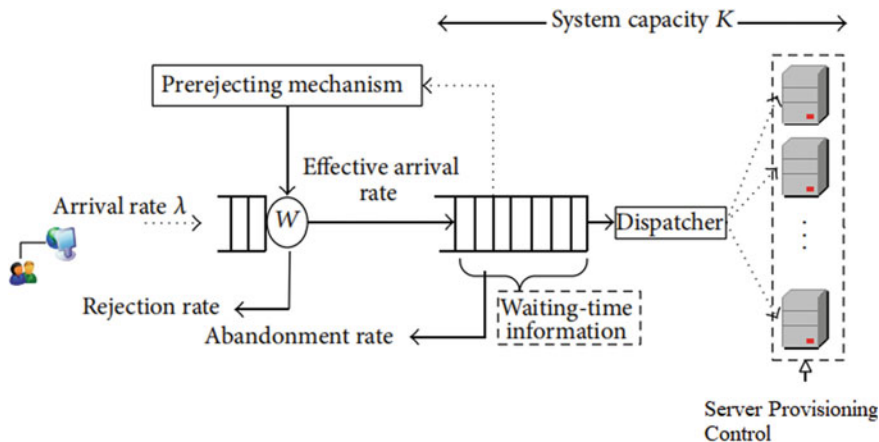 System capacity K
Prerejecting mechanism
Effective arrival
rate
Arrival rate λ
W
Dispatcher
Rejection rate
Abandonment rate
Waiting-time
information
Server Provisioning
Control